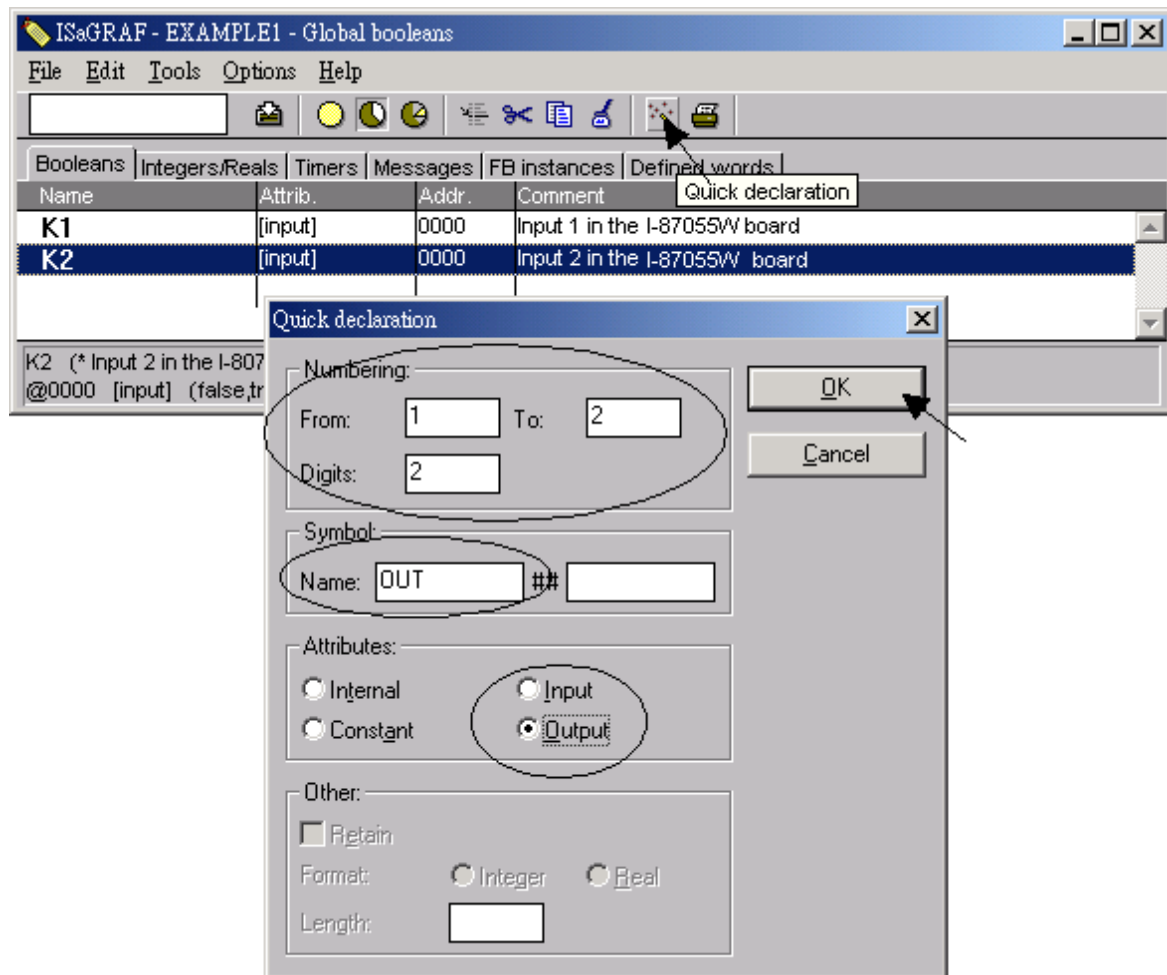 ISaGRAF - EXAMPLE1 - Global booleans
File Edit Tools Options Help
Booleans Integers/Reals Timers Messages FB instances Defined words
Quick declaration
Name Attrib. Addr. Comment
K1 [input] 0000 Input 1 in the I-87055W board
K2 [input] 0000 Input 2 in the I-87055W board
K2 (* Input 2 in the I-807
@0000 [input] (false,tr
Quick declaration
Numbering:
From: 1 To: 2
Digits: 2
OK
Cancel
Symbol:
Name: OUT ##
Attributes:
Internal Input
Constant Output
Other:
Retain
Format: Integer Real
Length: